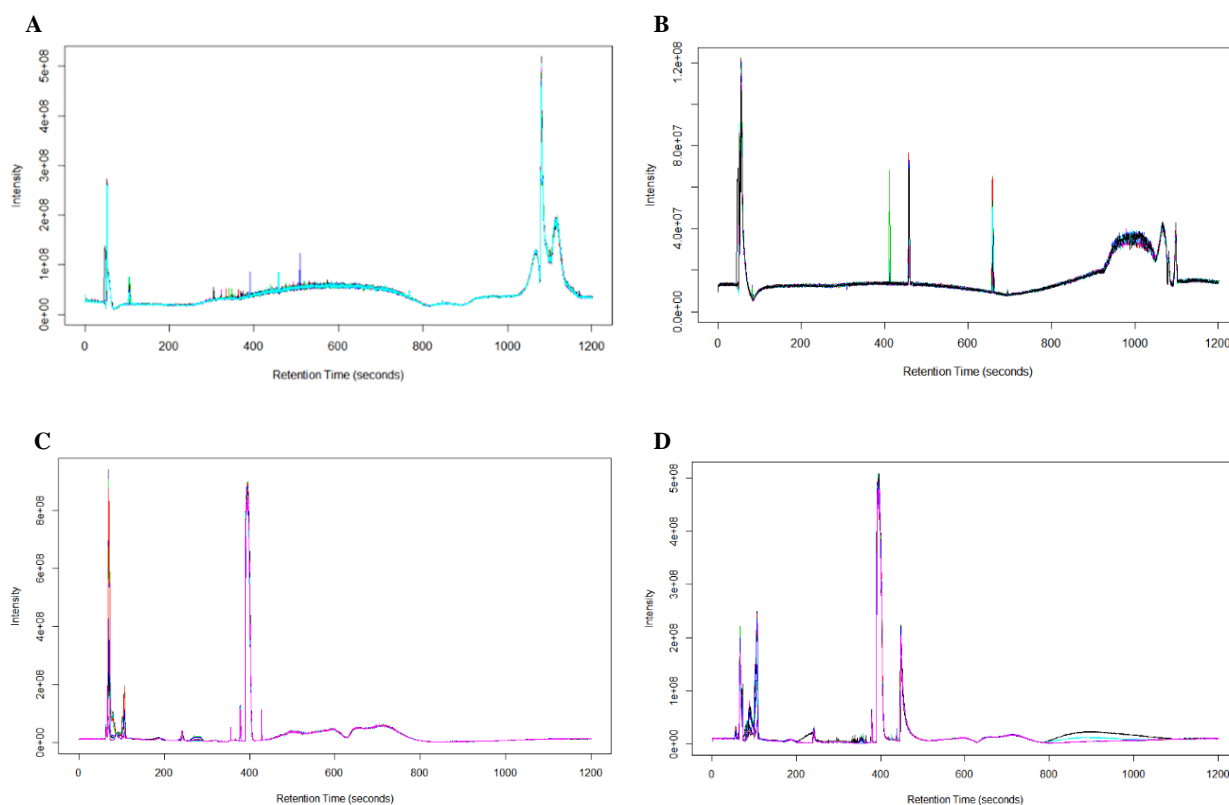 A
5e+08
4e+08
3e+08
2e+08
1e+08
0e+00
Intensity
0 200 400 600 800 1000 1200
Retention Time (seconds)
B
1.2e+08
8.0e+07
4.0e+07
0.0e+00
Intensity
0 200 400 600 800 1000 1200
Retention Time (seconds)
C
8e+08
6e+08
4e+08
2e+08
0e+00
Intensity
0 200 400 600 800 1000 1200
Retention Time (seconds)
D
5e+08
4e+08
3e+08
2e+08
1e+08
0e+00
Intensity
0 200 400 600 800 1000 1200
Retention Time (seconds)